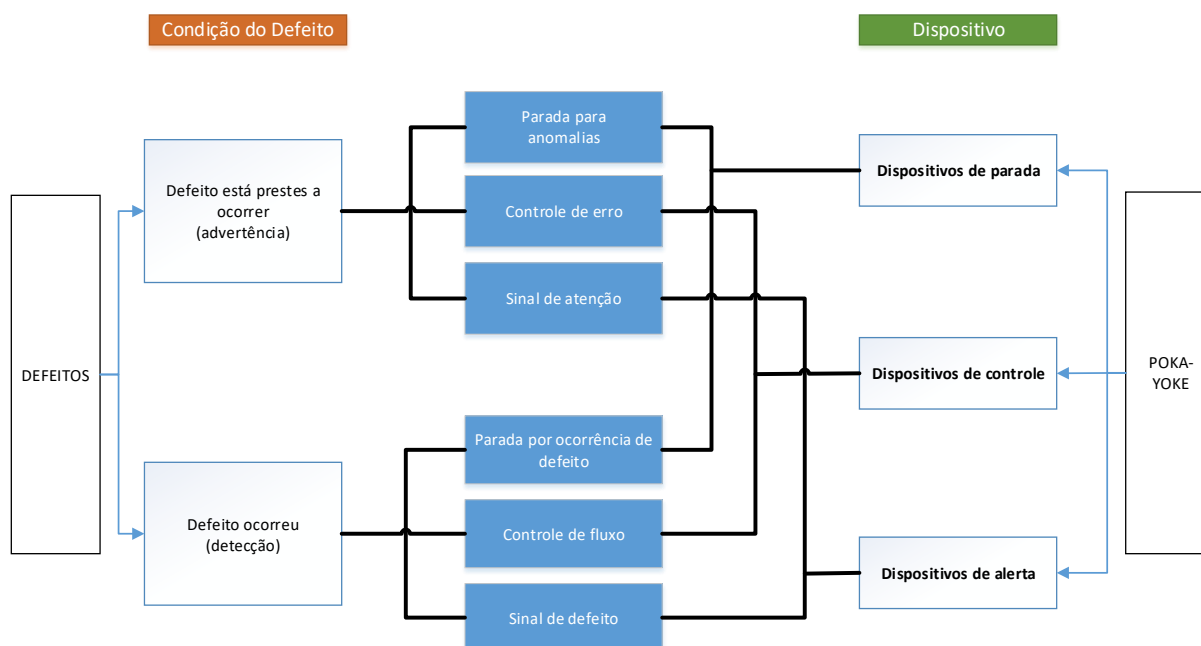 Condição do Defeito
Dispositivo
Parada para
anomalias
Defeito está prestes a
ocorrer
(advertência)
Dispositivos de parada
Controle de erro
Sinal de atenção
DEFEITOS
Dispositivos de controle
POKA-
YOKE
Parada por ocorrência de
defeito
Defeito ocorreu
(detecção)
Controle de fluxo
Dispositivos de alerta
Sinal de defeito